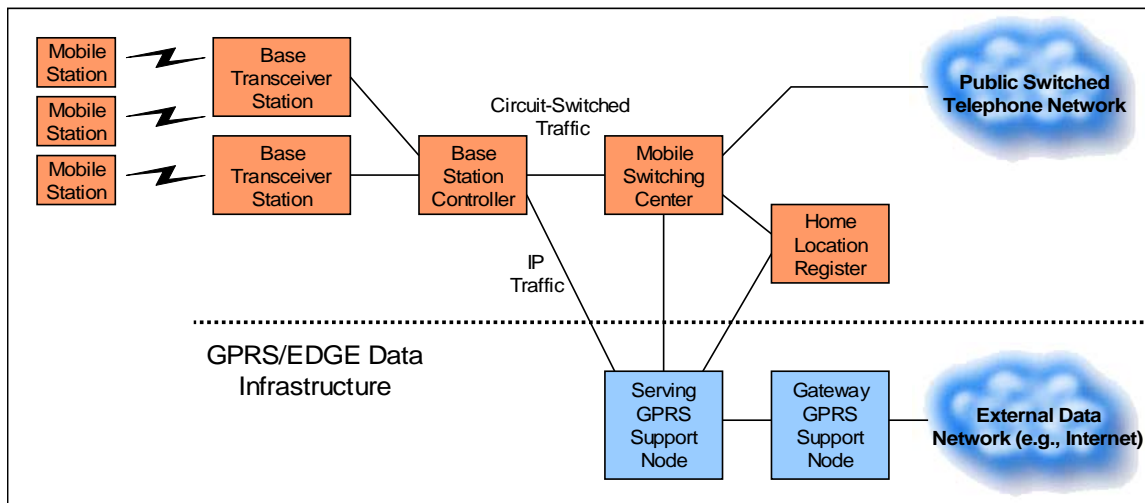 Mobile
Station
Mobile
Station
Mobile
Station
Base
Transceiver
Station
Base
Transceiver
Station
Base
Station
Controller
Circuit-Switched
Traffic
Mobile
Switching
Center
Public Switched
Telephone Network
Home
Location
Register
IP
Traffic
GPRS/EDGE Data
Infrastructure
Serving
GPRS
Support
Node
Gateway
GPRS
Support
Node
External Data
Network (e.g., Internet)